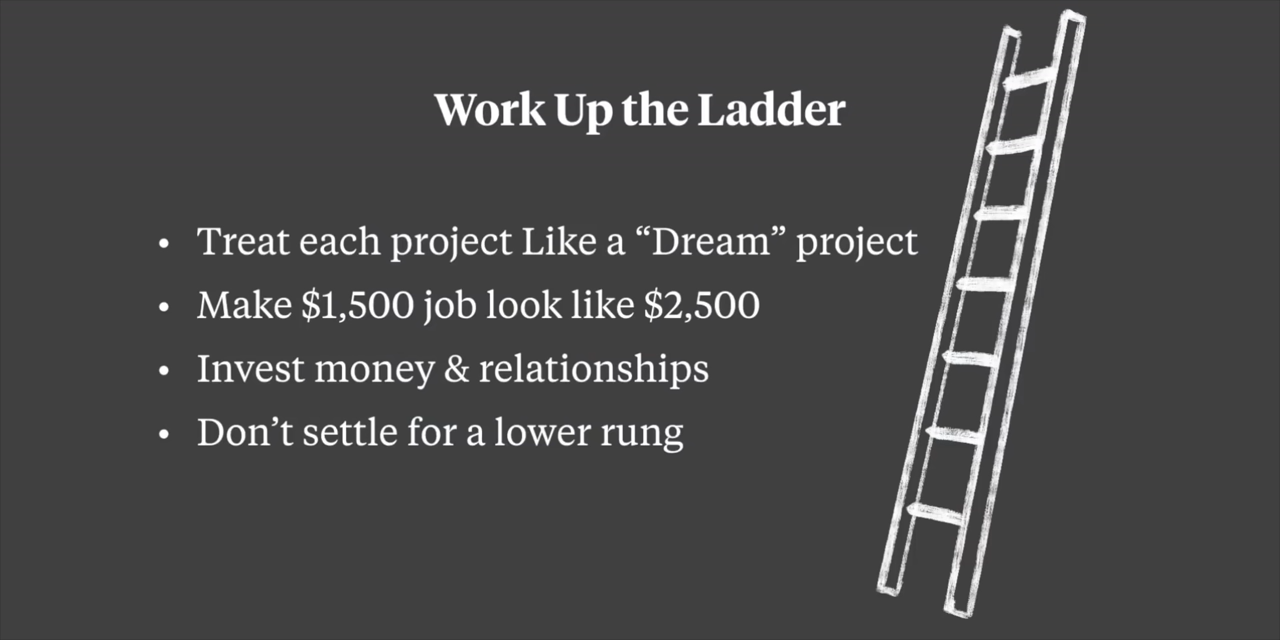 Work Up the Ladder
• Treat each project Like a “Dream” project
• Make $1,500 job look like $2,500
• Invest money & relationships
• Don’t settle for a lower rung